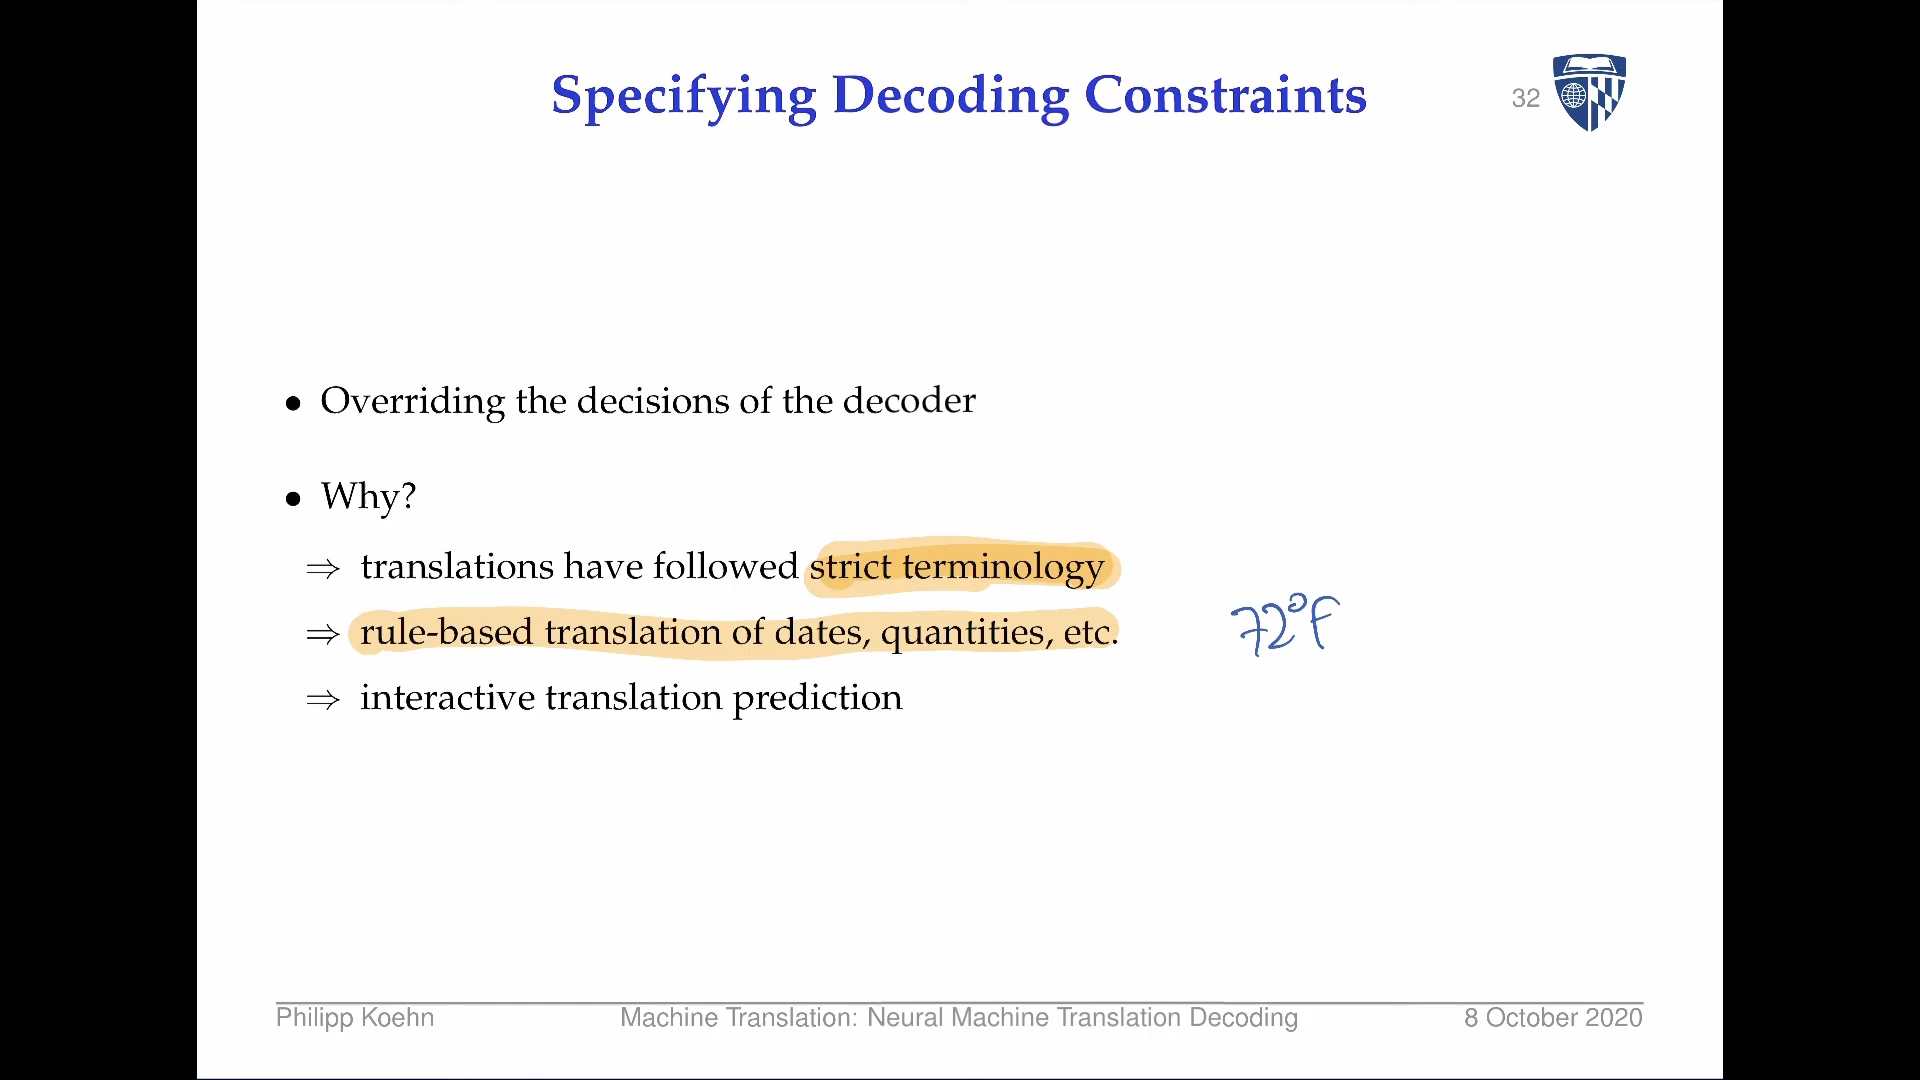 Specifying Decoding Constraints
32
• Overriding the decisions of the decoder
• Why?
⇒ translations have followed strict terminology
⇒ rule-based translation of dates, quantities, etc.
72°F
⇒ interactive translation prediction
Philipp Koehn Machine Translation: Neural Machine Translation Decoding 8 October 2020